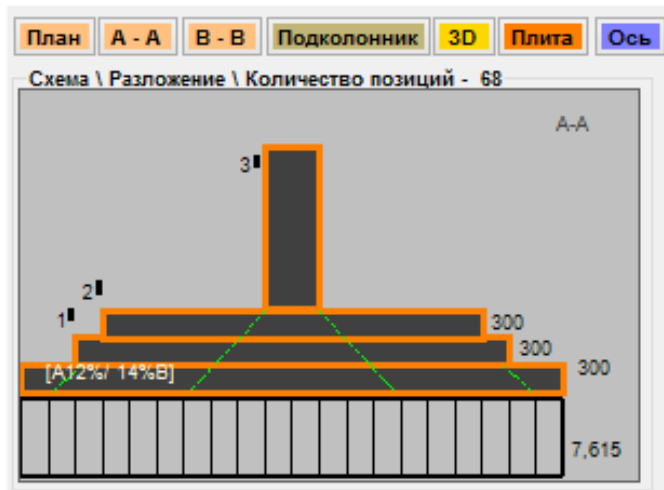 План A - A B - B Подколонник 3D Плита Ось
Схема \ Разложение \ Количество позиций - 68
A-A
3
2
1
300
300
300
[A12%/ 14%B]
7,615